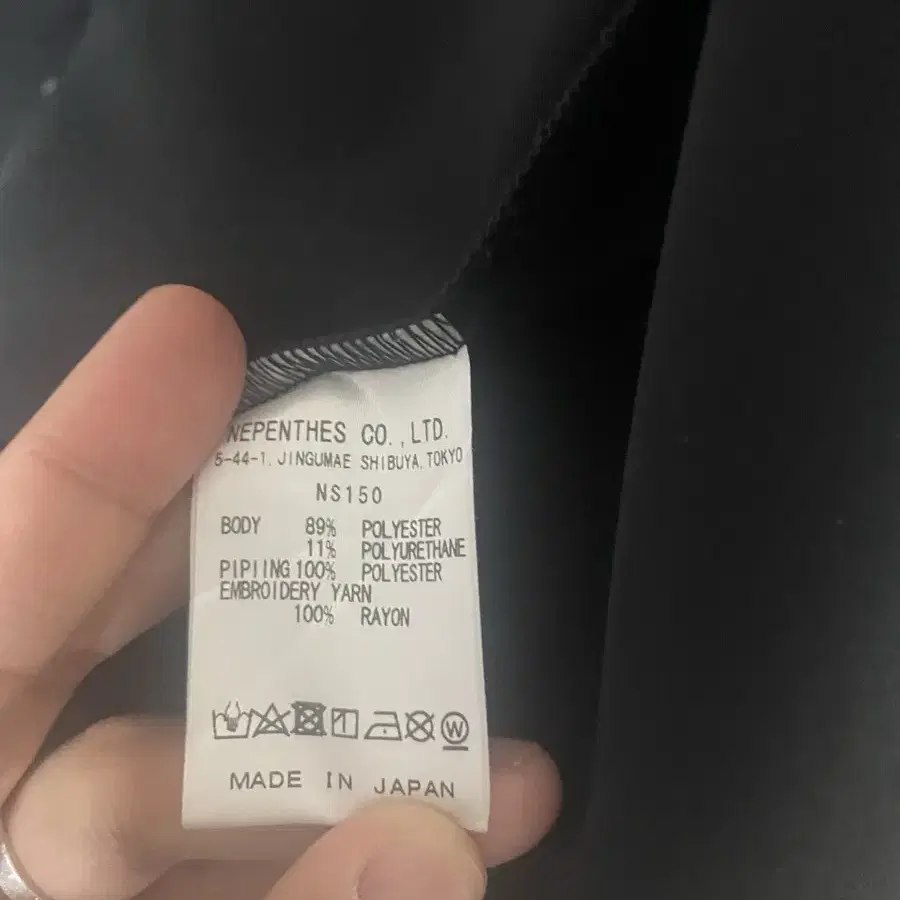 NEPENTHES CO.,LTD.
5-44-1, JINGUMAE SHIBUYA, TOKYO
NS150
BODY 89% POLYESTER
11% POLYURETHANE
PIPIING 100% POLYESTER
EMBROIDERY YARN
100% RAYON
W
MADE IN JAPAN